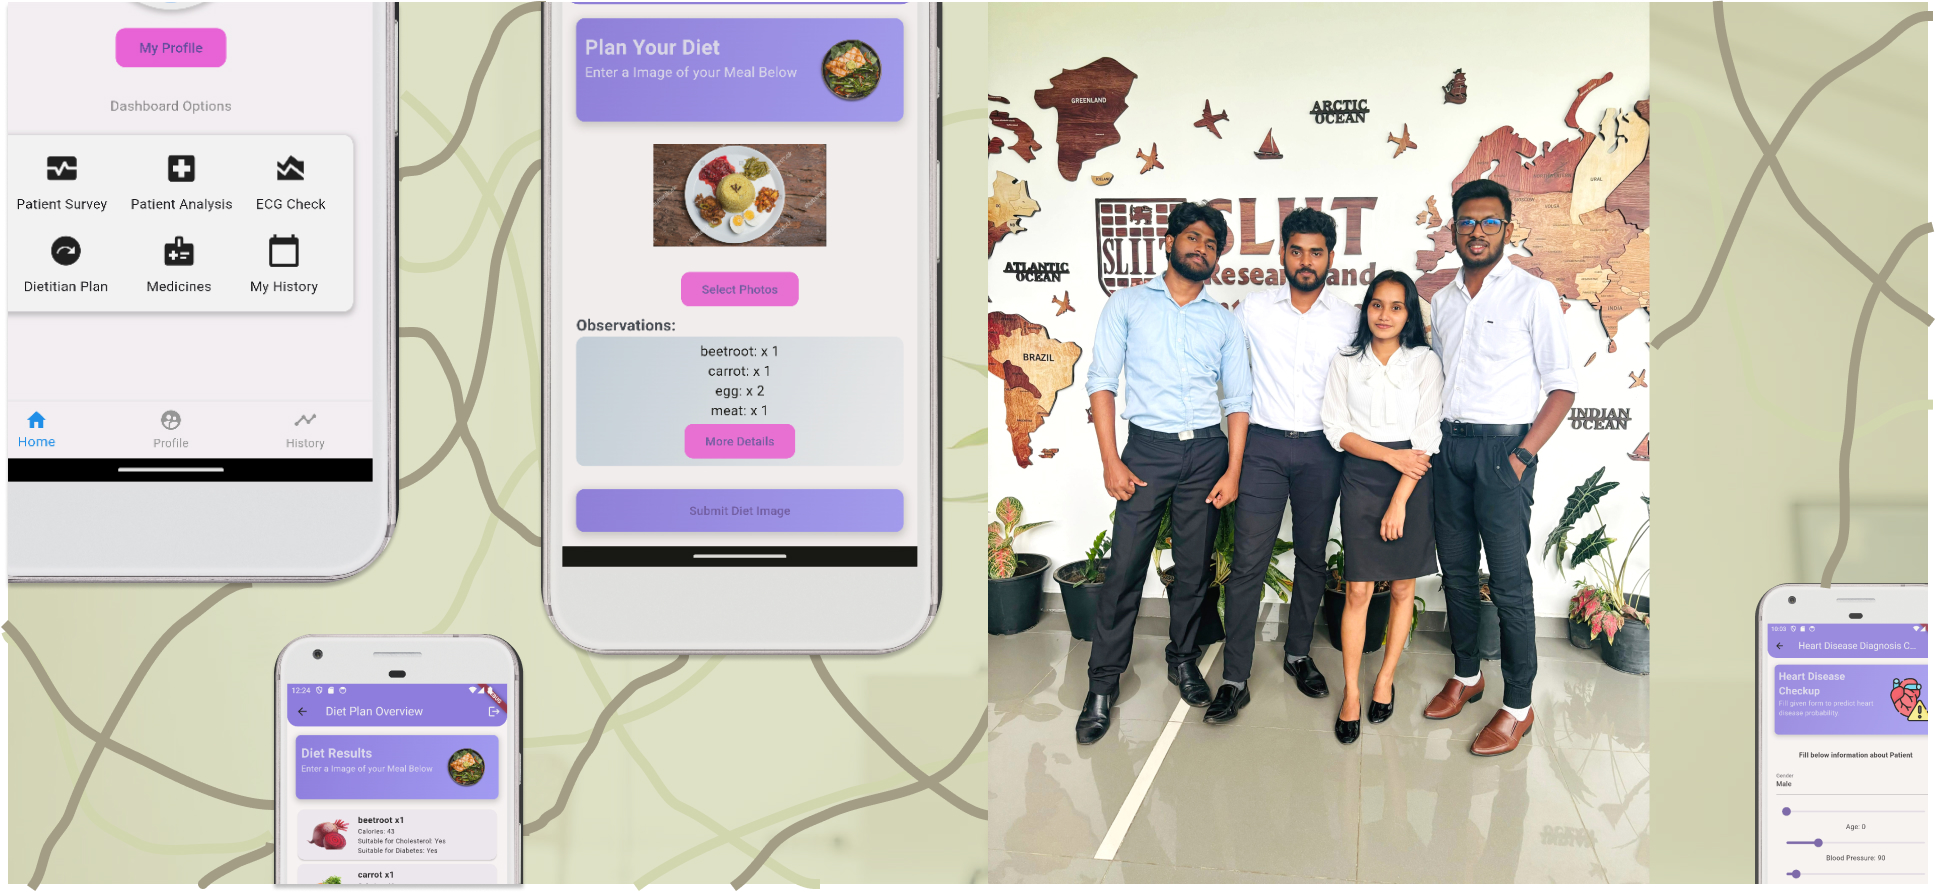 My Profile
Dashboard Options
Patient Survey
Patient Analysis
ECG Check
Dietitian Plan
Medicines
My History
Home
Profile
History
Plan Your Diet
Enter a Image of your Meal Below
Select Photos
Observations:
beetroot: x 1
carrot: x 1
egg: x 2
meat: x 1
More Details
Submit Diet Image
12:24
Diet Plan Overview
Diet Results
Enter a Image of your Meal Below
beetroot x1
Calories: 43
Suitable for Cholesterol: Yes
Suitable for Diabetes: Yes
carrot x1
GREENLAND
ARCTIC
OCEAN
URAL
SLIIT
ATLANTIC
OCEAN
INDIA
BRAZIL
INDIAN
OCEAN
10:03
Heart Disease Diagnosis C...
Heart Disease
Checkup
Fill given form to predict heart
disease probability
Fill below information about Patient
Gender
Male
Age: 0
Blood Pressure: 90